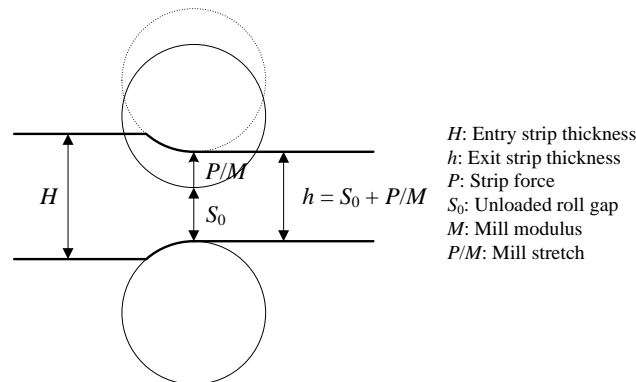 H
P/M
S₀
h = S₀ + P/M
H: Entry strip thickness
h: Exit strip thickness
P: Strip force
S₀: Unloaded roll gap
M: Mill modulus
P/M: Mill stretch